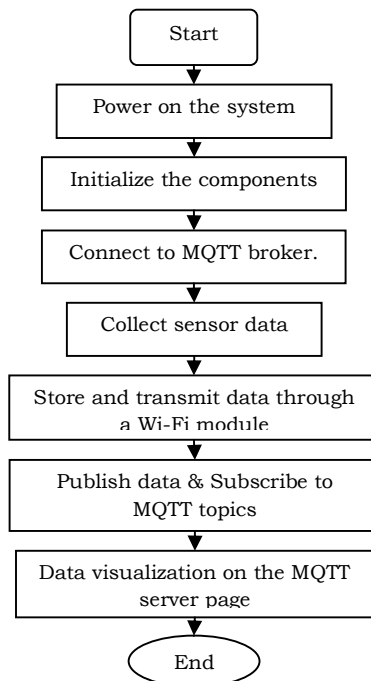 Start
Power on the system
Initialize the components
Connect to MQTT broker.
Collect sensor data
Store and transmit data through
a Wi-Fi module
Publish data & Subscribe to
MQTT topics
Data visualization on the MQTT
server page
End